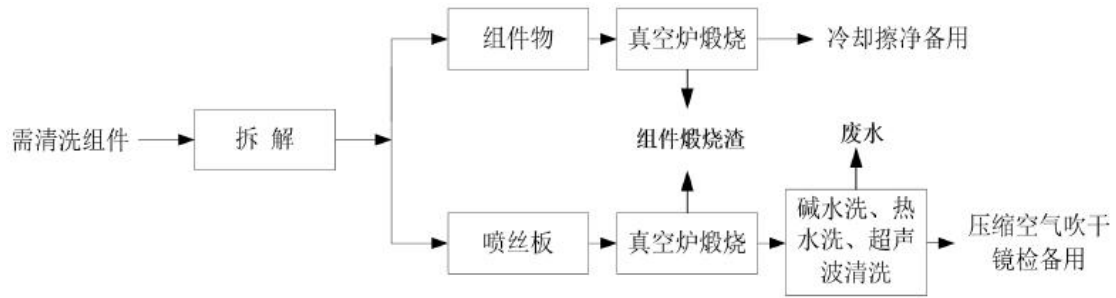 组件物
真空炉煅烧
冷却擦净备用
需清洗组件
拆 解
组件煅烧渣
废水
喷丝板
真空炉煅烧
碱水洗、热
水洗、超声
波清洗
压缩空气吹干
镜检备用